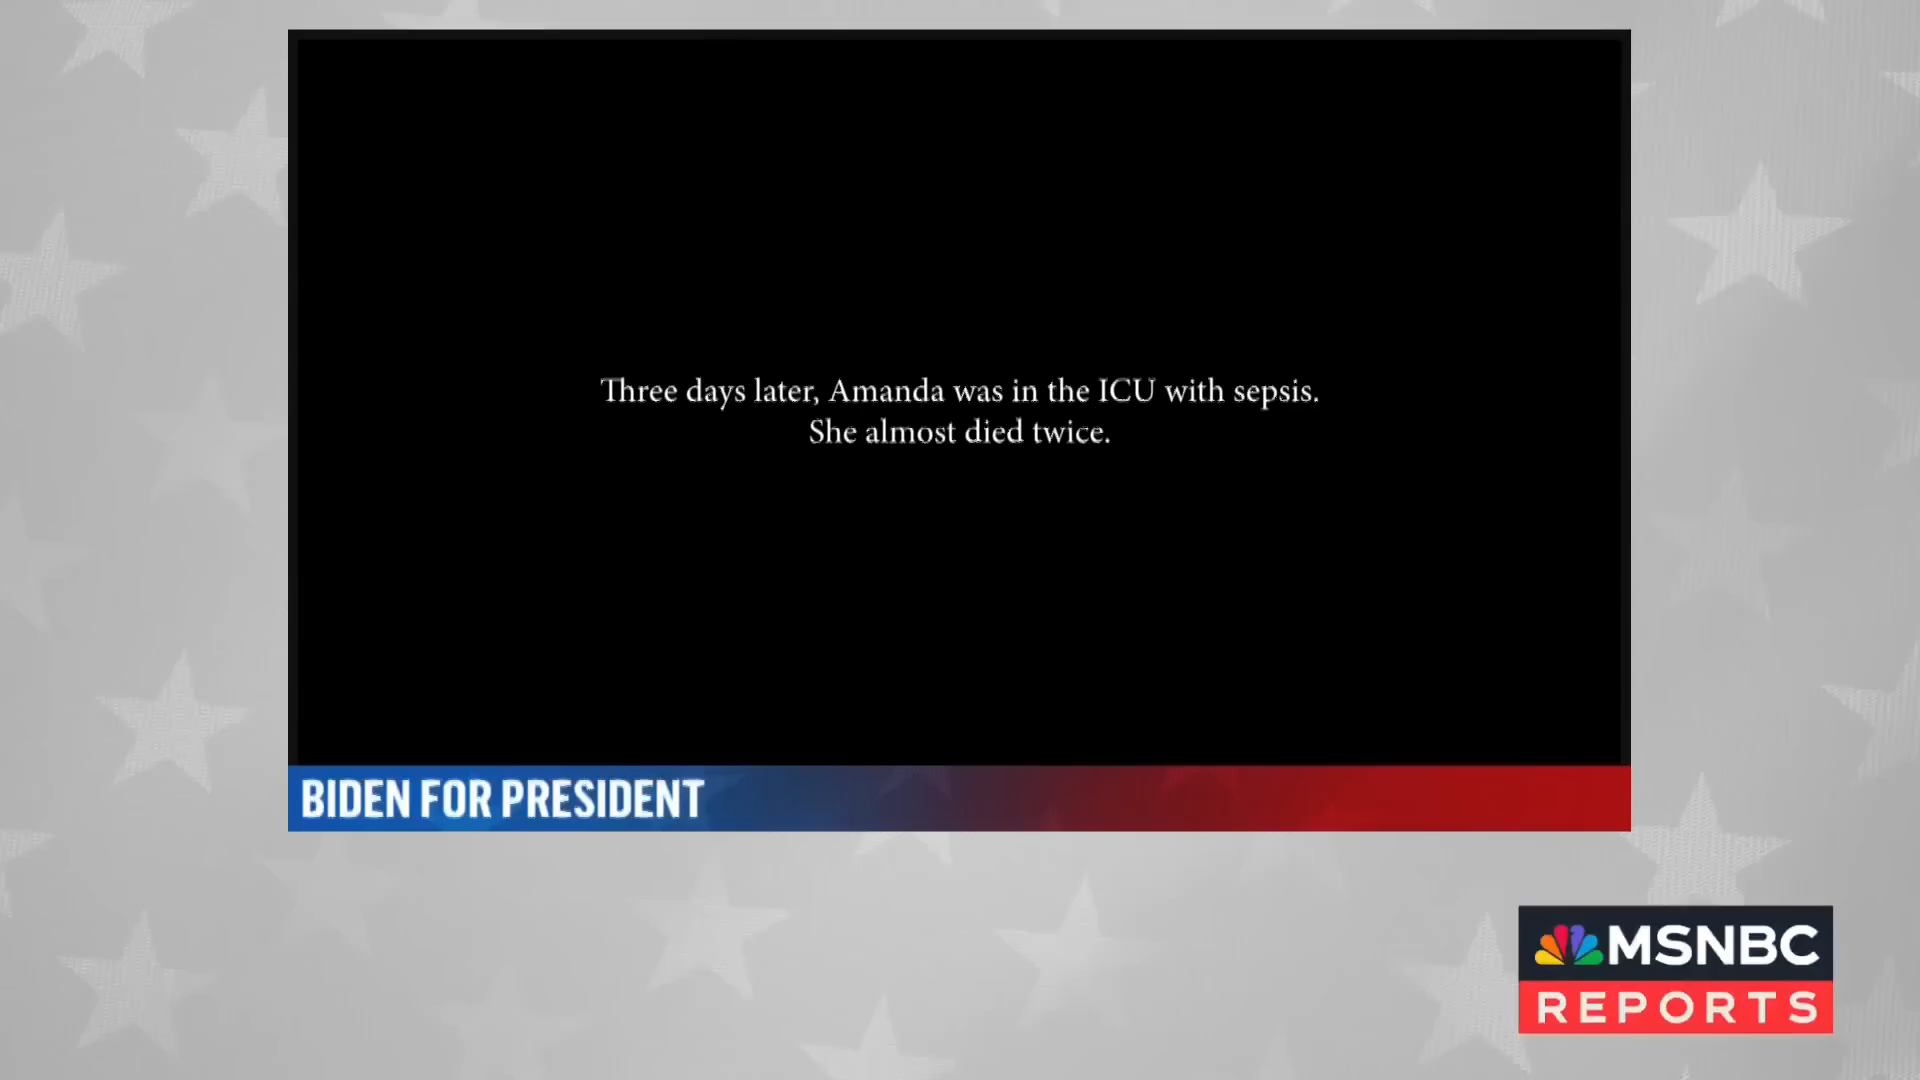 Three days later, Amanda was in the ICU with sepsis.
She almost died twice.
BIDEN FOR PRESIDENT
MSNBC
REPORTS